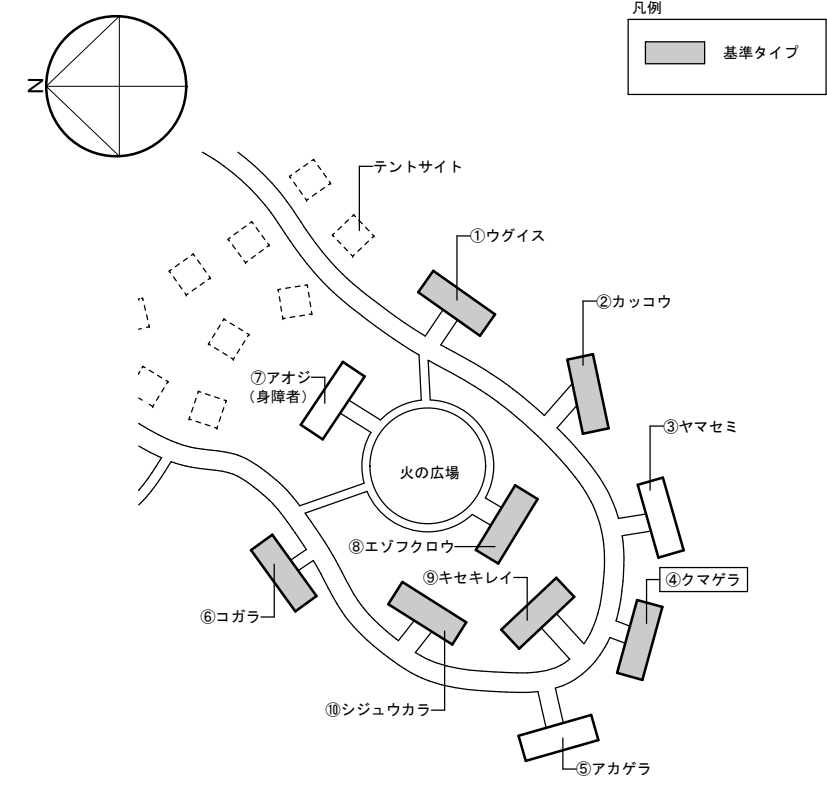 凡例
基準タイプ
N
テントサイト
①ウグイス
②カッコウ
⑦アオジ
（身障者）
③ヤマセミ
火の広場
⑧エゾフクロウ
⑨キセキレイ
④クマゲラ
⑥コガラ
⑩シジュウカラ
⑤アカゲラ